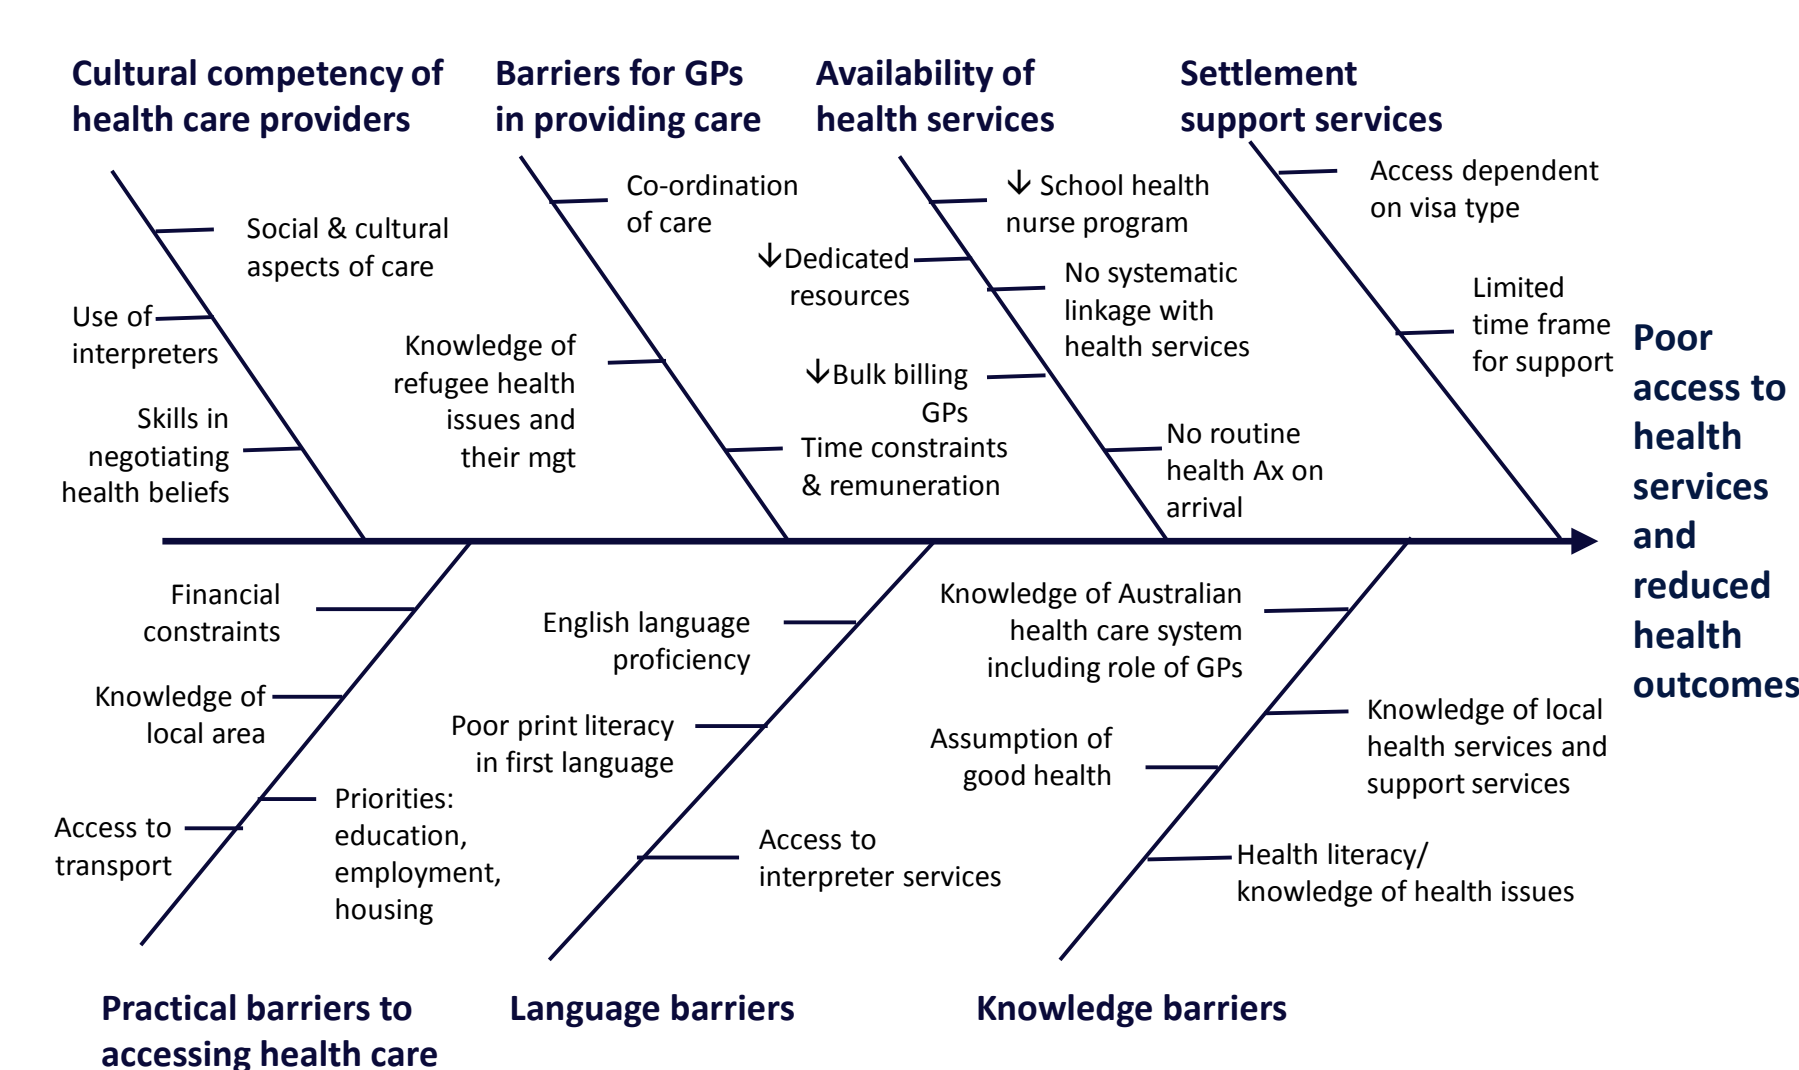 Cultural competency of
health care providers
Barriers for GPs
in providing care
Availability of
health services
Settlement
support services
Social & cultural
aspects of care
Use of
interpreters
Skills in
negotiating
health beliefs
Co-ordination
of care
Knowledge of
refugee health
issues and
their mgt
Time constraints
& remuneration
↓ School health
nurse program
↓Dedicated
resources
No systematic
linkage with
health services
↓Bulk billing
GPs
No routine
health Ax on
arrival
Access dependent
on visa type
Limited
time frame
for support
Poor
access to
health
services
and
reduced
health
outcomes
Financial
constraints
Knowledge of
local area
Priorities:
education,
employment,
housing
Access to
transport
English language
proficiency
Poor print literacy
in first language
Access to
interpreter services
Knowledge of Australian
health care system
including role of GPs
Knowledge of local
health services and
support services
Assumption of
good health
Health literacy/
knowledge of health issues
Practical barriers to
accessing health care
Language barriers
Knowledge barriers